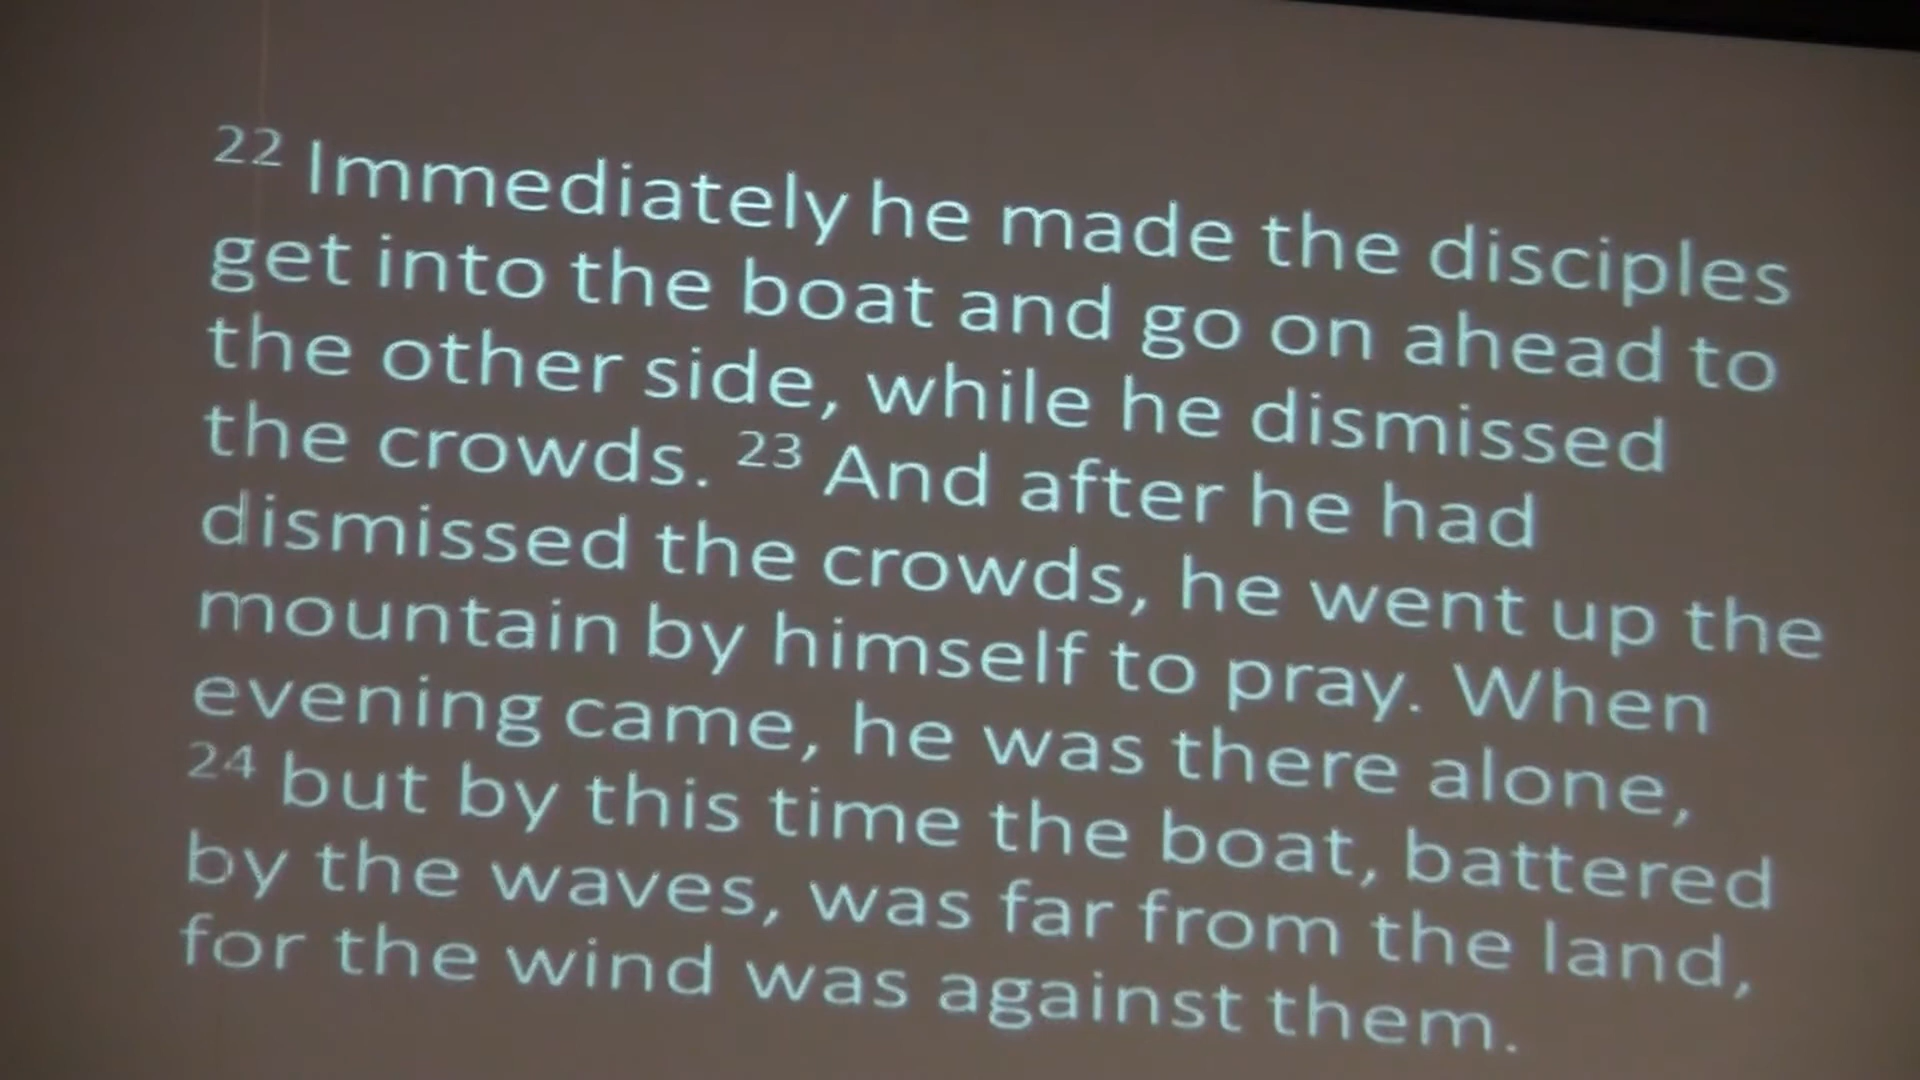 22 Immediately he made the disciples
get into the boat and go on ahead to
the other side, while he dismissed
the crowds. 23 And after he had
dismissed the crowds, he went up the
mountain by himself to pray. When
evening came, he was there alone,
24 but by this time the boat, battered
by the waves, was far from the land,
for the wind was against them.